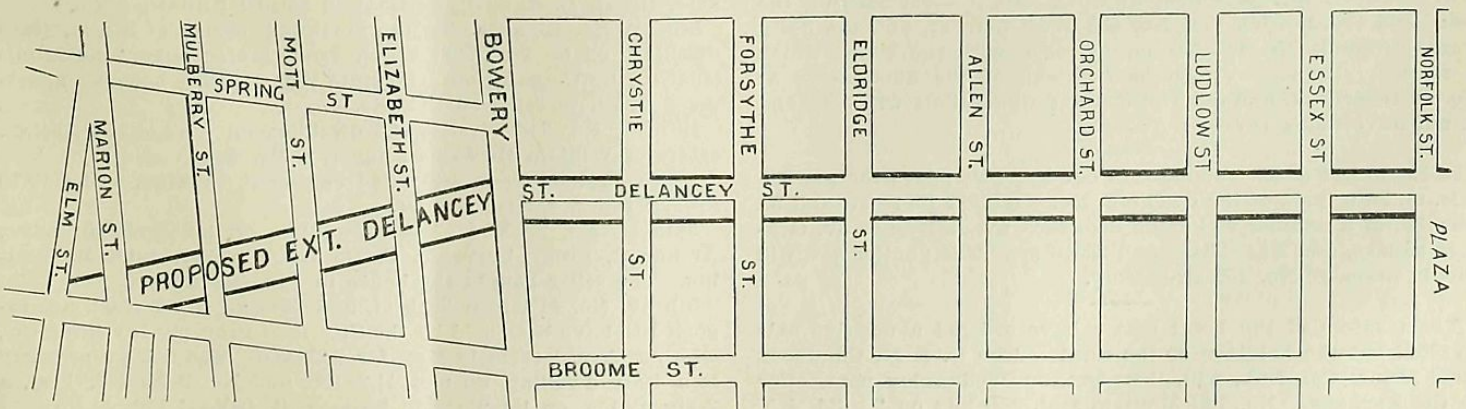 MULBERRY ST.
MOTT ST.
ELIZABETH ST.
BOWERY
CHRYSTIE ST.
FORSYTHE ST.
ELDRIDGE ST.
ALLEN ST.
ORCHARD ST.
LUDLOW ST
ESSEX ST
NORFOLK ST.
SPRING ST
MARION ST.
ELM ST.
PROPOSED EXT. DELANCEY ST.
DELANCEY ST.
PLAZA
BROOME ST.